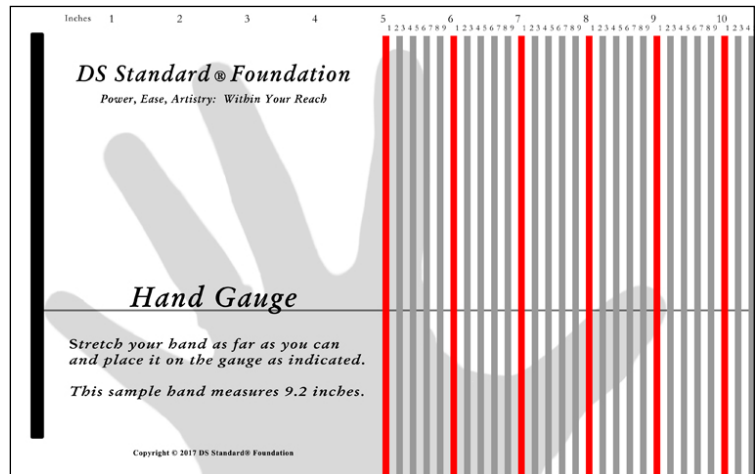 Inches 1 2 3 4 5 6 7 8 9 10
1 2 3 4 5 6 7 8 9 1 2 3 4 5 6 7 8 9 1 2 3 4 5 6 7 8 9 1 2 3 4 5 6 7 8 9 1 2 3 4 5 6 7 8 9 1 2 3 4
DS Standard ® Foundation
Power, Ease, Artistry: Within Your Reach
Hand Gauge
Stretch your hand as far as you can
and place it on the gauge as indicated.
This sample hand measures 9.2 inches.
Copyright © 2017 DS Standard® Foundation